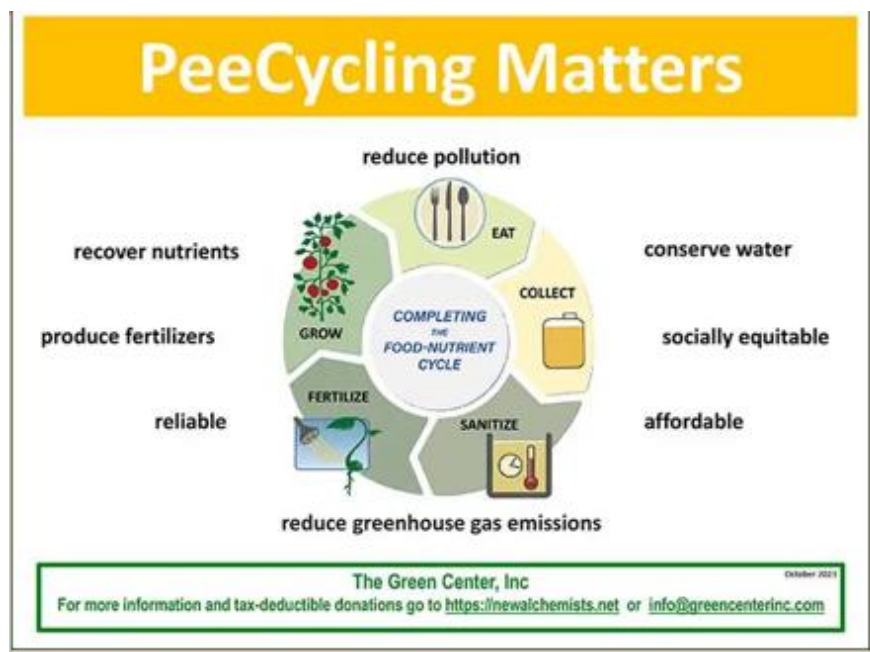 PeeCycling Matters
reduce pollution
recover nutrients
conserve water
produce fertilizers
socially equitable
reliable
affordable
reduce greenhouse gas emissions
EAT
COLLECT
SANITIZE
FERTILIZE
GROW
COMPLETING
THE
FOOD-NUTRIENT
CYCLE
October 2023
The Green Center, Inc
For more information and tax-deductible donations go to https://newalchemists.net or info@greencenterinc.com